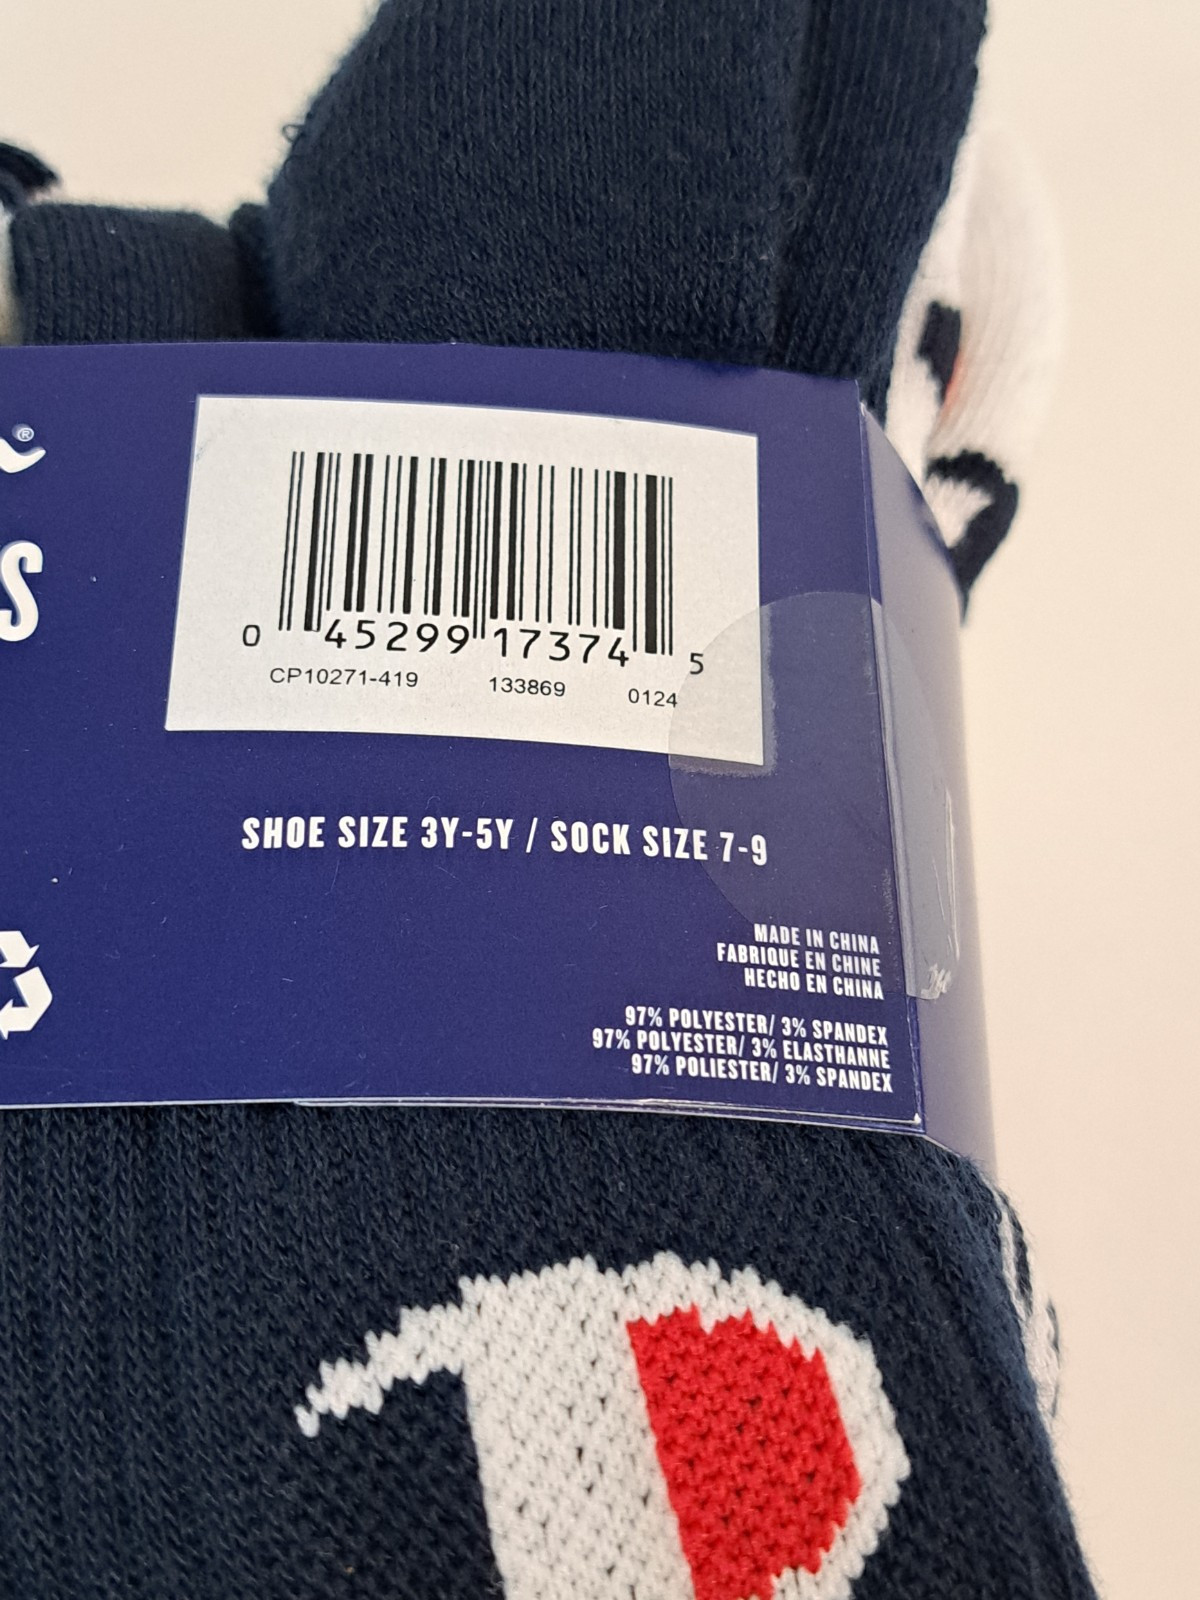 ®
S
0 45299 17374 5
CP10271-419 133869 0124
SHOE SIZE 3Y-5Y / SOCK SIZE 7-9
MADE IN CHINA
FABRIQUE EN CHINE
HECHO EN CHINA
97% POLYESTER/ 3% SPANDEX
97% POLYESTER/ 3% ELASTHANNE
97% POLIESTER/ 3% SPANDEX